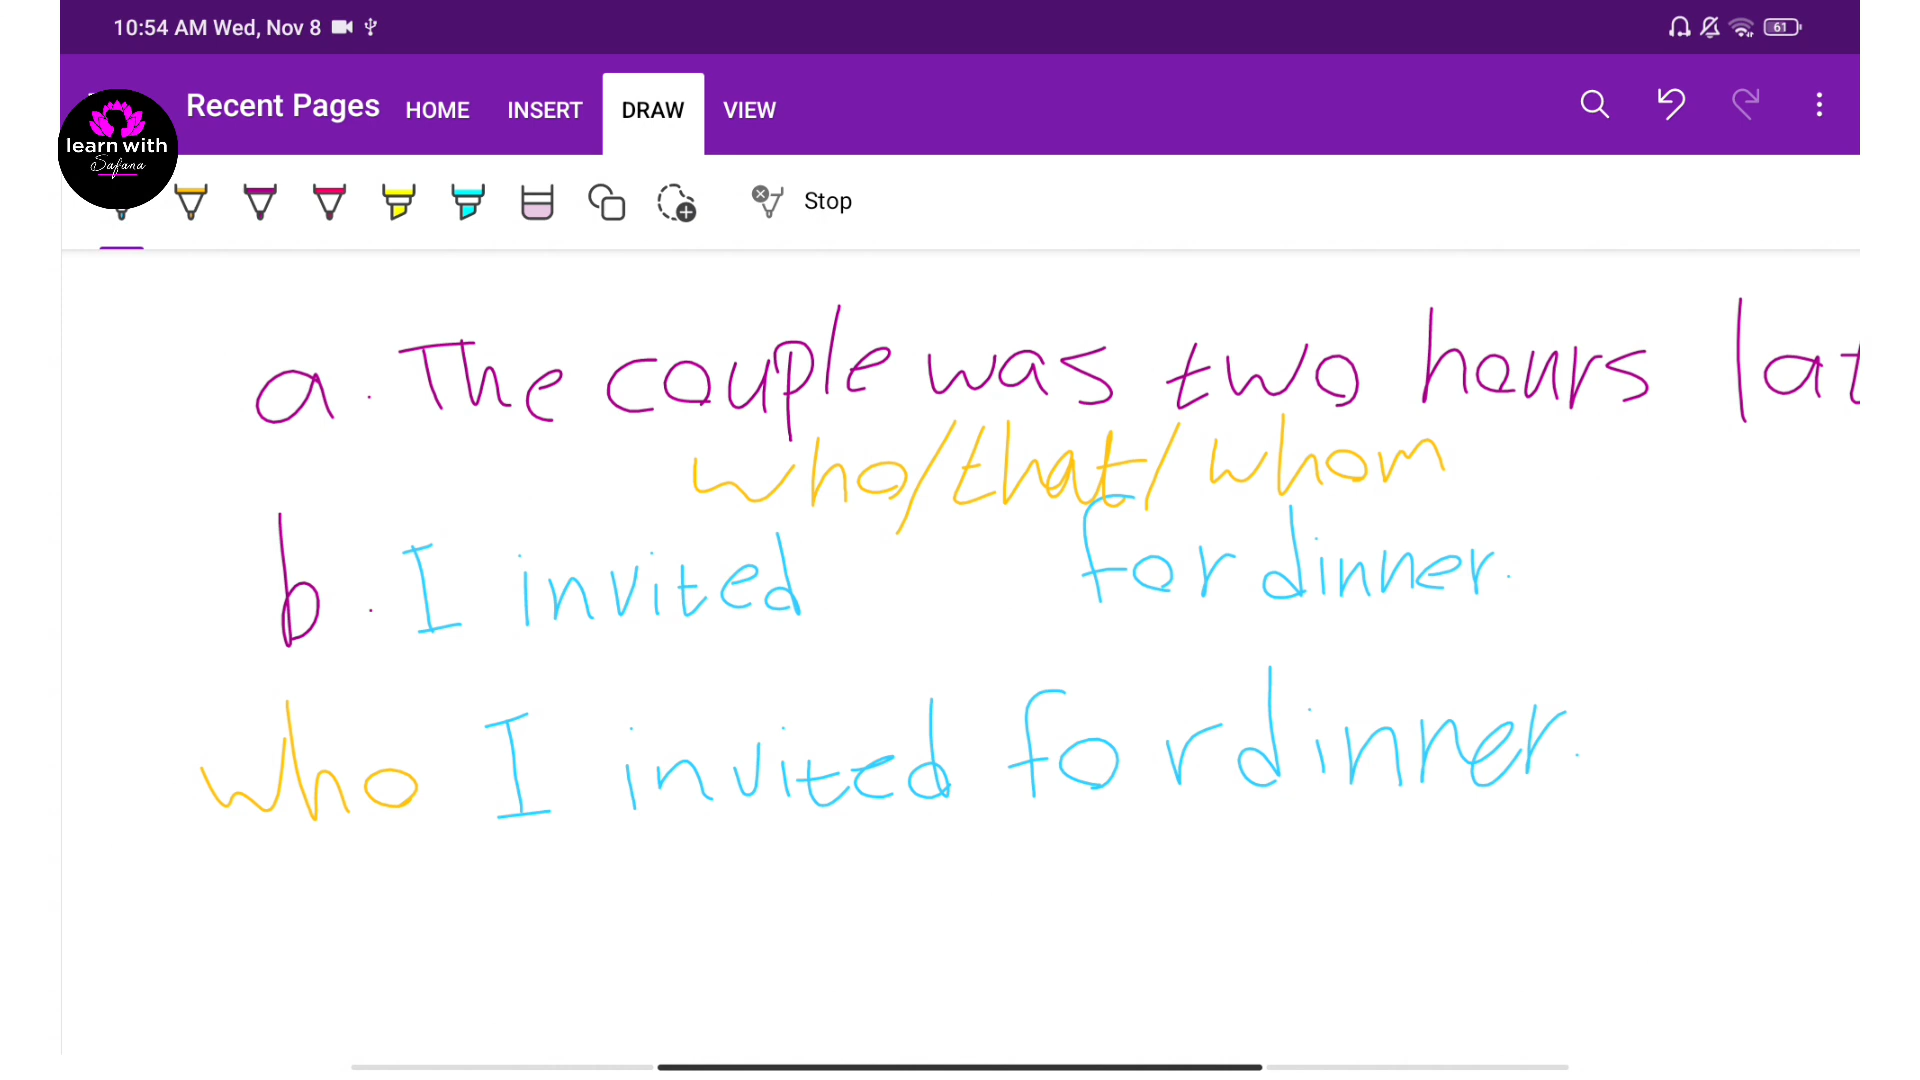 10:54 AM Wed, Nov 8
61
learn with
Safana
Recent Pages HOME INSERT DRAW VIEW
Stop
a. The couple was two hours lat
who/that/whom
b. I invited for dinner.
who I invited for dinner.